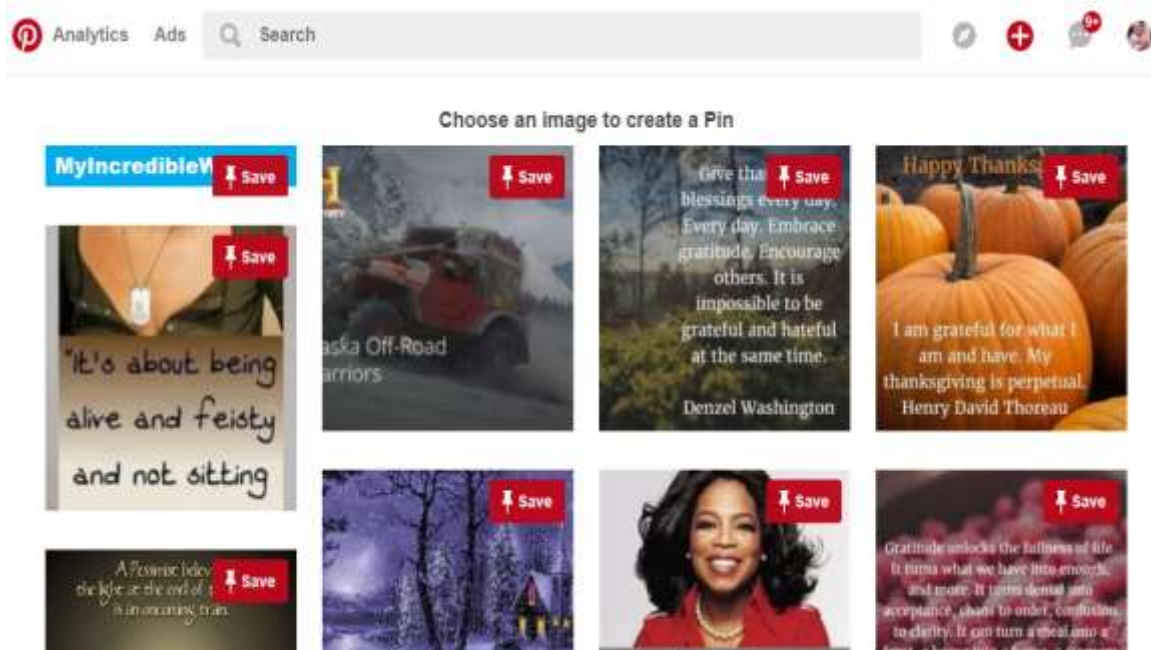 Analytics Ads Search
9+
Choose an image to create a Pin
MyIncredibleW
Save
Save
"It's about being
alive and feisty
and not sitting
Save
A Pessimist
the light at the end of
is an oncoming train.
H
Save
aska Off-Road
arriors
Save
Give tha
blessings every day.
Every day. Embrace
gratitude. Encourage
others. It is
impossible to be
grateful and hateful
at the same time.
Denzel Washington
Save
Happy Thanks
I am grateful for what I
am and have. My
thanksgiving is perpetual.
Henry David Thoreau
Save
Save
Save
Gratitude unlocks the fullness of life.
It turns what we have into enough,
and more. It turns denial into
acceptance, chaos to order, confusion
to clarity. It can turn a meal into a